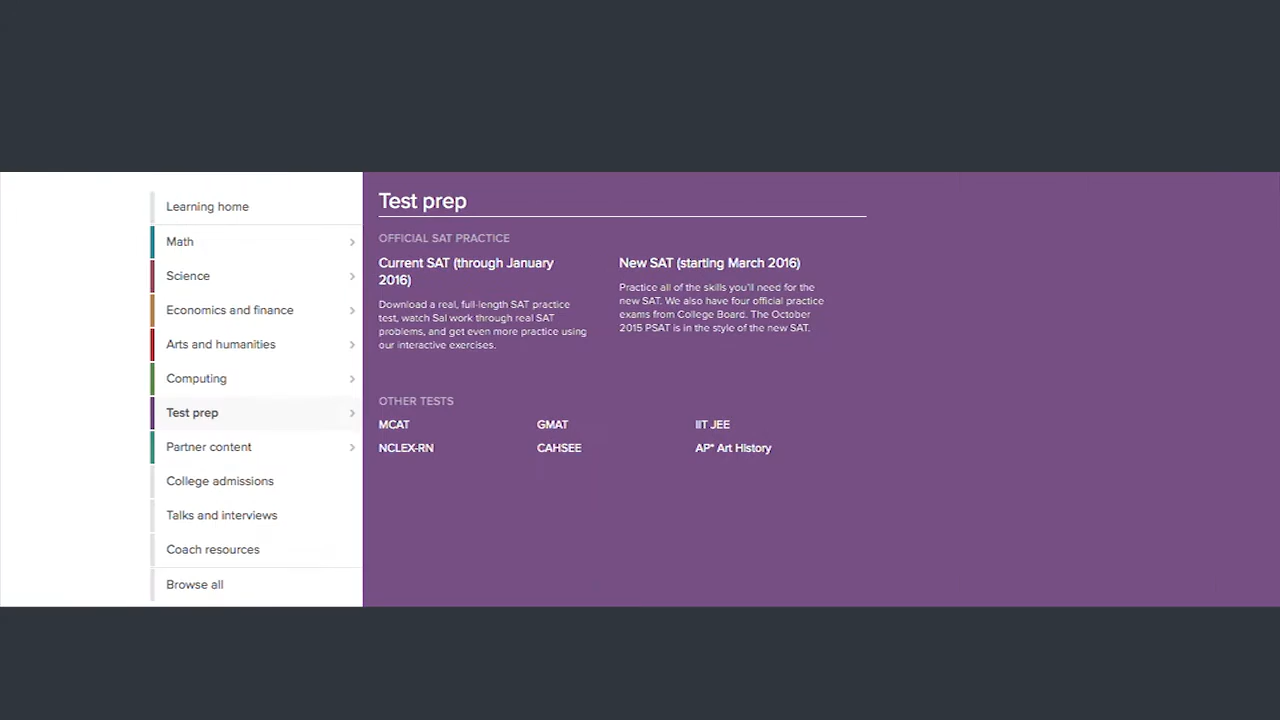 Learning home
Math
Science
Economics and finance
Arts and humanities
Computing
Test prep
Partner content
College admissions
Talks and interviews
Coach resources
Browse all
Test prep
OFFICIAL SAT PRACTICE
Current SAT (through January
2016)
Download a real, full-length SAT practice
test, watch Sal work through real SAT
problems, and get even more practice using
our interactive exercises.
New SAT (starting March 2016)
Practice all of the skills you'll need for the
new SAT. We also have four official practice
exams from College Board. The October
2015 PSAT is in the style of the new SAT.
OTHER TESTS
MCAT GMAT IIT JEE
NCLEX-RN CAHSEE AP* Art History